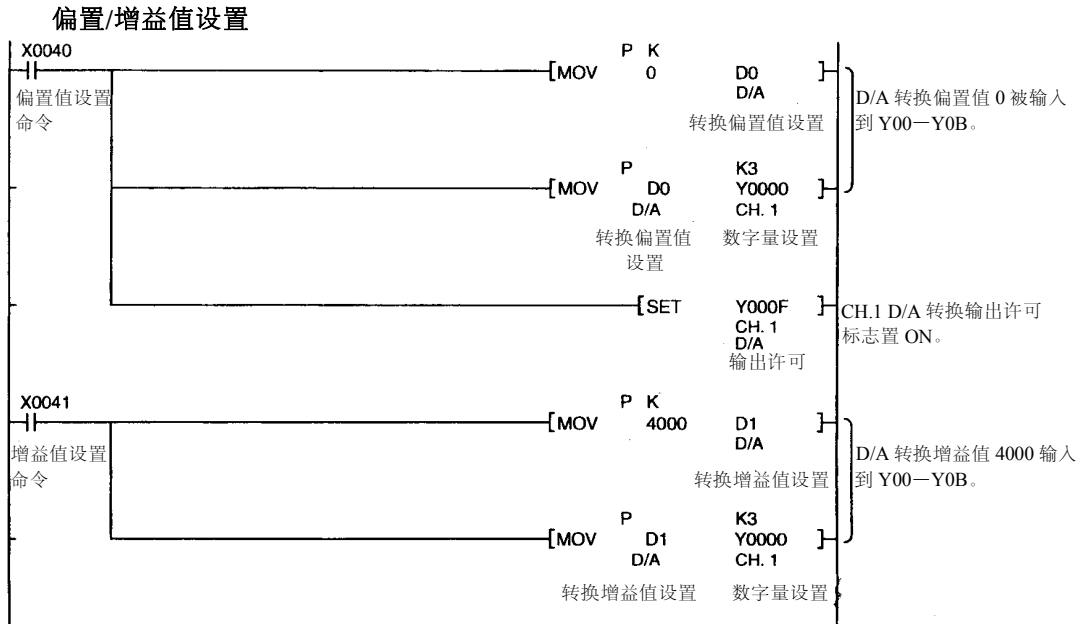 偏置/增益值设置
X0040
偏置值设置
命令
P K
[MOV 0 D0 ]
D/A
转换偏置值设置
D/A 转换偏置值 0 被输入
到 Y00－Y0B。
P K3
[MOV D0 Y0000 ]
D/A CH. 1
转换偏置值 数字量设置
设置
[SET Y000F ]
CH. 1
D/A
输出许可
CH.1 D/A 转换输出许可
标志置 ON。
X0041
增益值设置
命令
P K
[MOV 4000 D1 ]
D/A
转换增益值设置
D/A 转换增益值 4000 输入
到 Y00－Y0B。
P K3
[MOV D1 Y0000 ]
D/A CH. 1
转换增益值设置 数字量设置